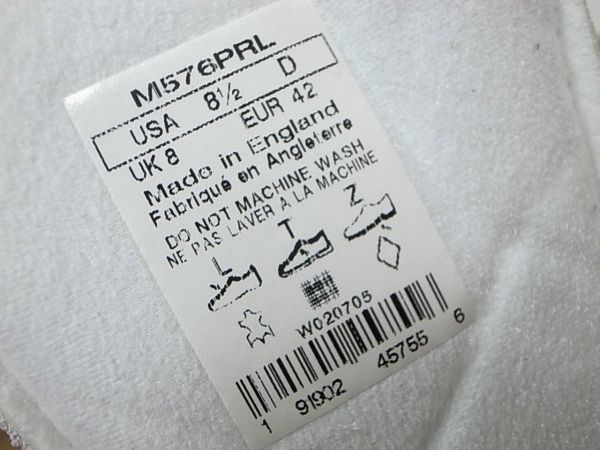 M576PRL
USA 8½ D
UK 8 EUR 42
Made in England
Fabriqué en Angleterre
DO NOT MACHINE WASH
NE PAS LAVER A LA MACHINE
L T Z
W020705
1 91902 45755 6